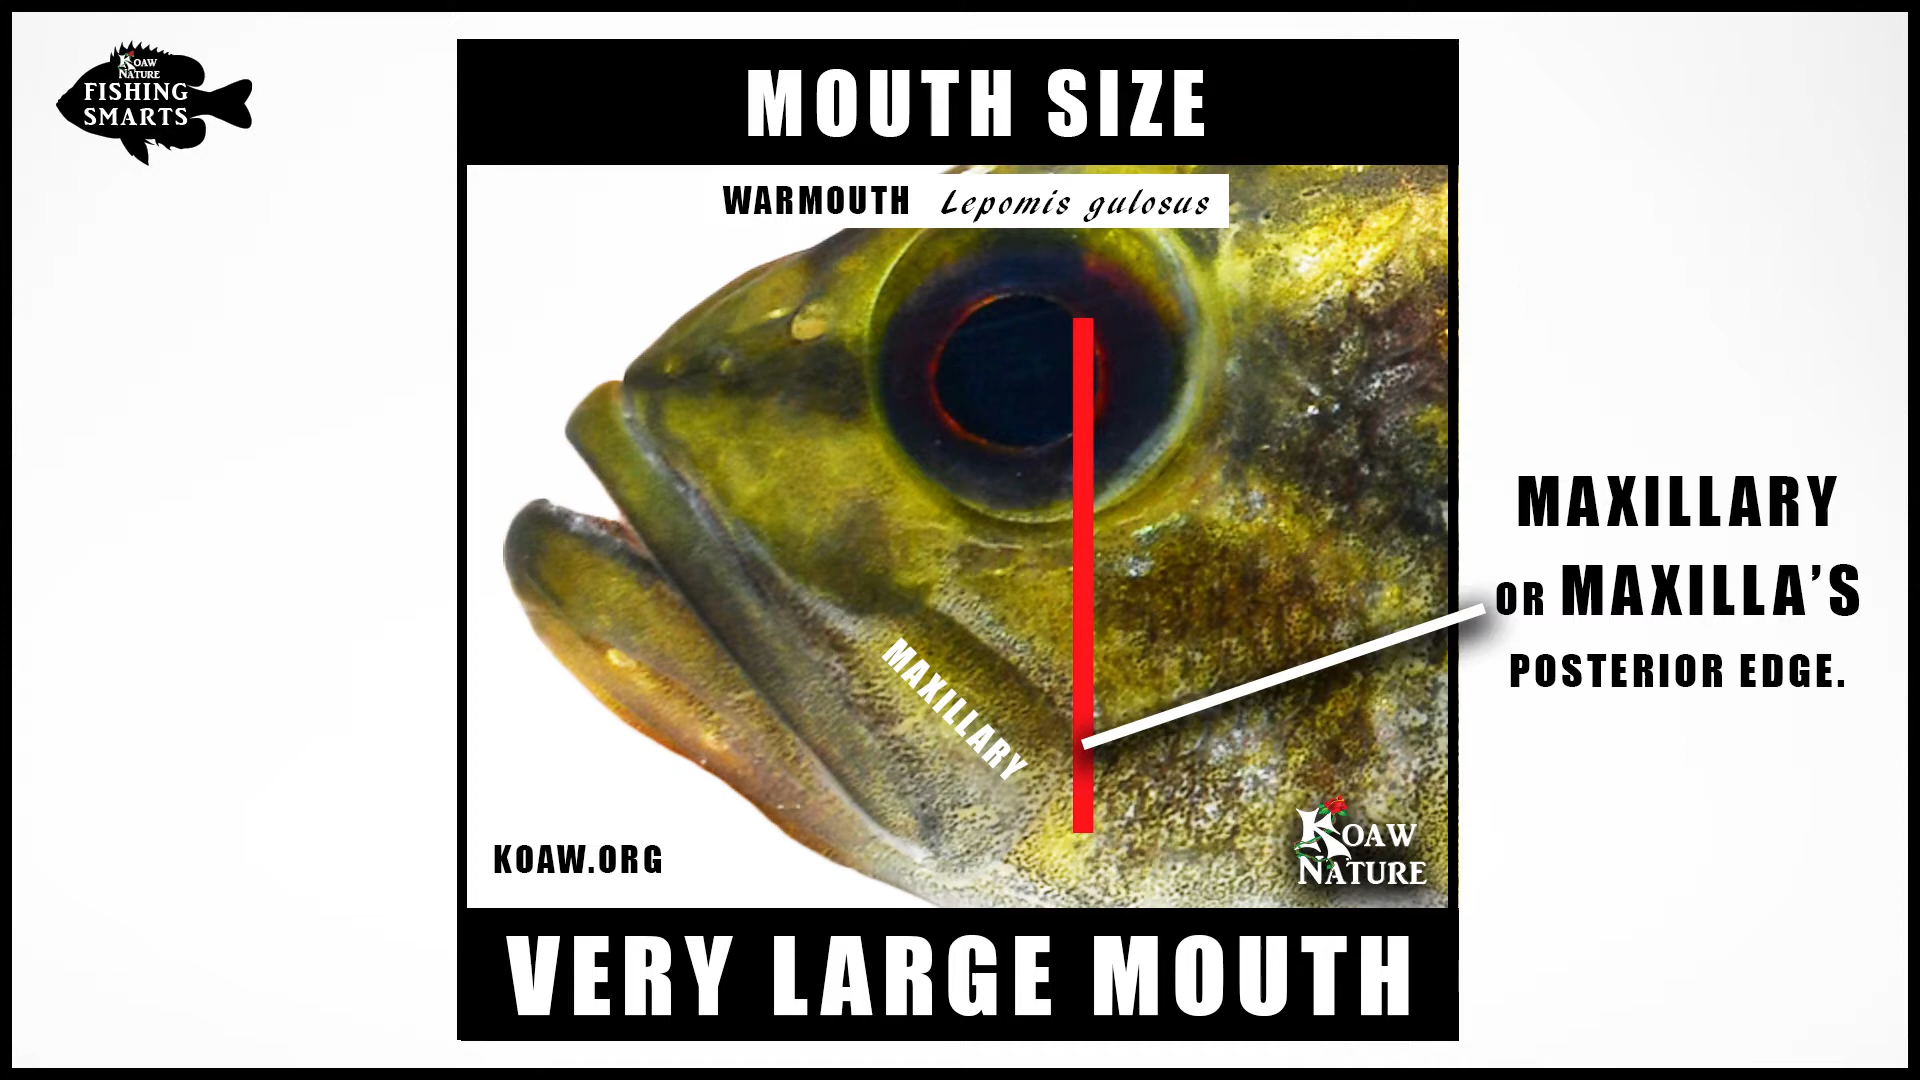 KOAW
NATURE
FISHING
SMARTS
MOUTH SIZE
WARMOUTH Lepomis gulosus
MAXILLARY
MAXILLARY
OR MAXILLA’S
POSTERIOR EDGE.
KOAW.ORG
KOAW
NATURE
VERY LARGE MOUTH